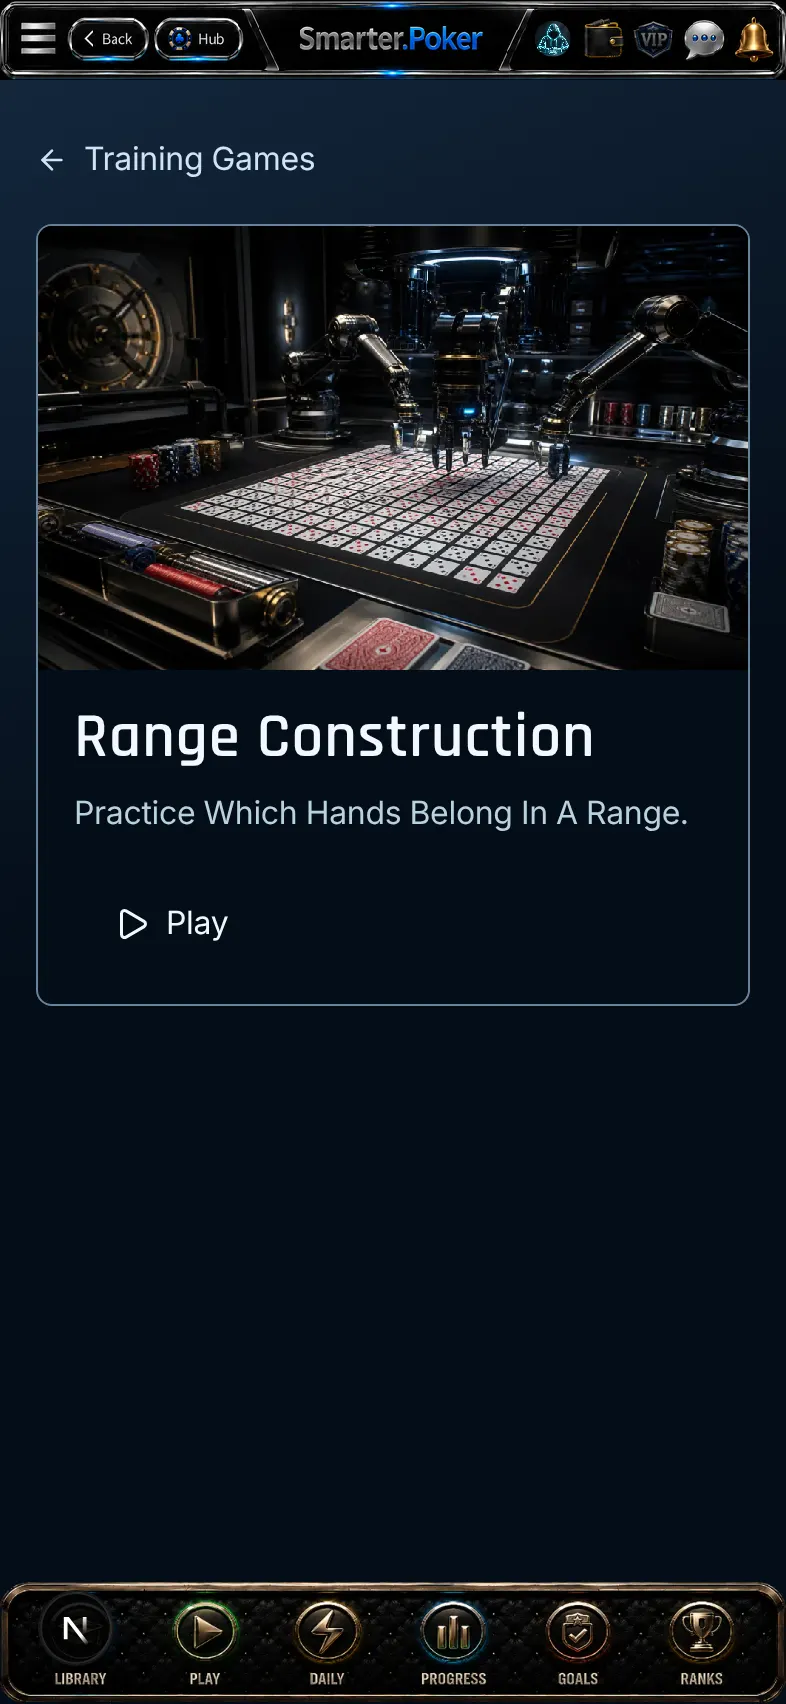 Back
Hub
Smarter.Poker
VIP
Training Games
Range Construction
Practice Which Hands Belong In A Range.
Play
N
LIBRARY
PLAY
DAILY
PROGRESS
GOALS
RANKS